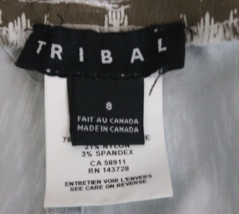 TRIBAL
8
FAIT AU CANADA
MADE IN CANADA
21% NYLON
3% SPANDEX
CA 58911
RN 143728
ENTRETIEN VOIR L'ENVERS
SEE CARE ON REVERSE